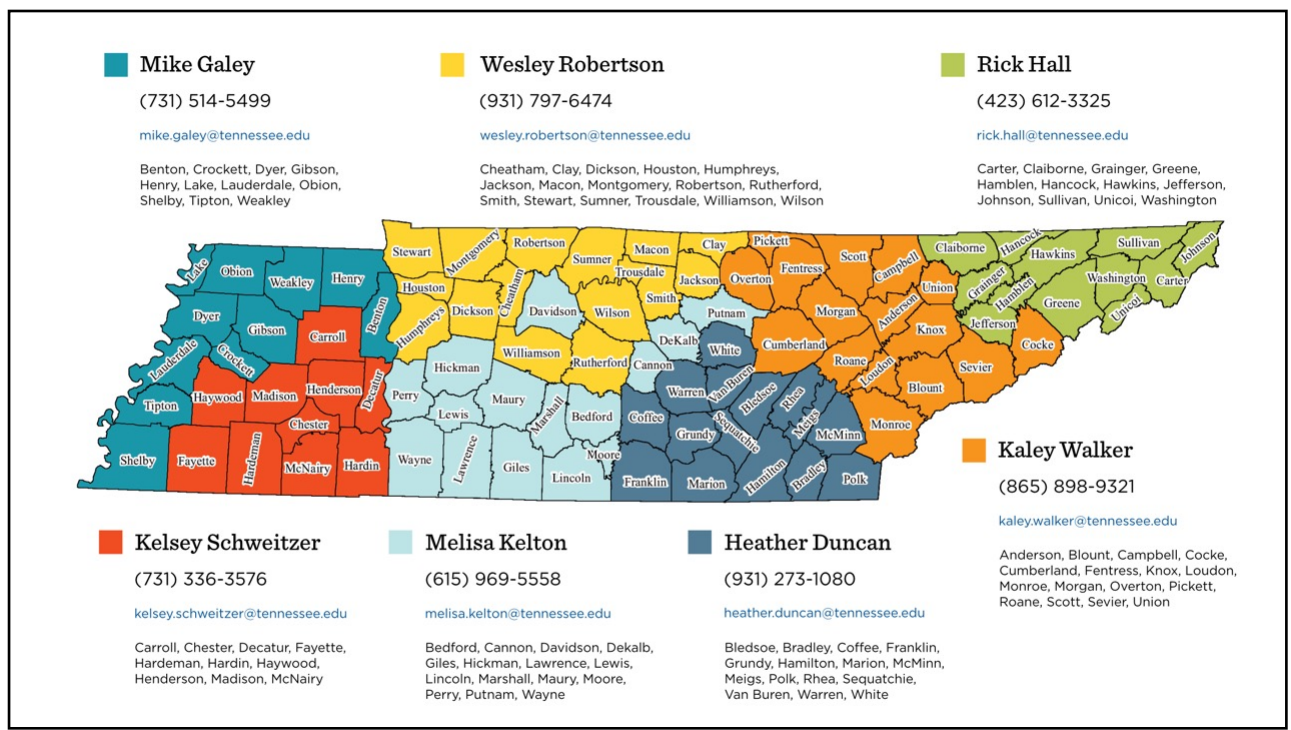 Mike Galey
(731) 514-5499
mike.galey@tennessee.edu
Benton, Crockett, Dyer, Gibson,
Henry, Lake, Lauderdale, Obion,
Shelby, Tipton, Weakley
Wesley Robertson
(931) 797-6474
wesley.robertson@tennessee.edu
Cheatham, Clay, Dickson, Houston, Humphreys,
Jackson, Macon, Montgomery, Robertson, Rutherford,
Smith, Stewart, Sumner, Trousdale, Williamson, Wilson
Rick Hall
(423) 612-3325
rick.hall@tennessee.edu
Carter, Claiborne, Grainger, Greene,
Hamblen, Hancock, Hawkins, Jefferson,
Johnson, Sullivan, Unicoi, Washington
Lake
Obion
Weakley
Henry
Dyer
Gibson
Carroll
Benton
Lauderdale
Crockett
Haywood
Madison
Henderson
Decatur
Tipton
Chester
Shelby
Fayette
Hardeman
McNairy
Hardin
Stewart
Montgomery
Robertson
Sumner
Macon
Clay
Trousdale
Houston
Dickson
Cheatham
Davidson
Wilson
Smith
Jackson
Humphreys
Williamson
Rutherford
Putnam
DeKalb
Cannon
Hickman
Perry
Lewis
Maury
Marshall
Bedford
Wayne
Lawrence
Giles
Lincoln
Moore
Pickett
Overton
Fentress
Scott
Campbell
Union
Morgan
Anderson
Knox
Cumberland
White
Roane
Loudon
Blount
Sevier
Cocke
Monroe
Warren
Van Buren
Bledsoe
Rhea
Meigs
McMinn
Coffee
Grundy
Sequatchie
Franklin
Marion
Hamilton
Bradley
Polk
Claiborne
Hancock
Hawkins
Sullivan
Johnson
Grainger
Hamblen
Greene
Washington
Carter
Unicoi
Jefferson
Kaley Walker
(865) 898-9321
kaley.walker@tennessee.edu
Anderson, Blount, Campbell, Cocke,
Cumberland, Fentress, Knox, Loudon,
Monroe, Morgan, Overton, Pickett,
Roane, Scott, Sevier, Union
Kelsey Schweitzer
(731) 336-3576
kelsey.schweitzer@tennessee.edu
Carroll, Chester, Decatur, Fayette,
Hardeman, Hardin, Haywood,
Henderson, Madison, McNairy
Melisa Kelton
(615) 969-5558
melisa.kelton@tennessee.edu
Bedford, Cannon, Davidson, Dekalb,
Giles, Hickman, Lawrence, Lewis,
Lincoln, Marshall, Maury, Moore,
Perry, Putnam, Wayne
Heather Duncan
(931) 273-1080
heather.duncan@tennessee.edu
Bledsoe, Bradley, Coffee, Franklin,
Grundy, Hamilton, Marion, McMinn,
Meigs, Polk, Rhea, Sequatchie,
Van Buren, Warren, White